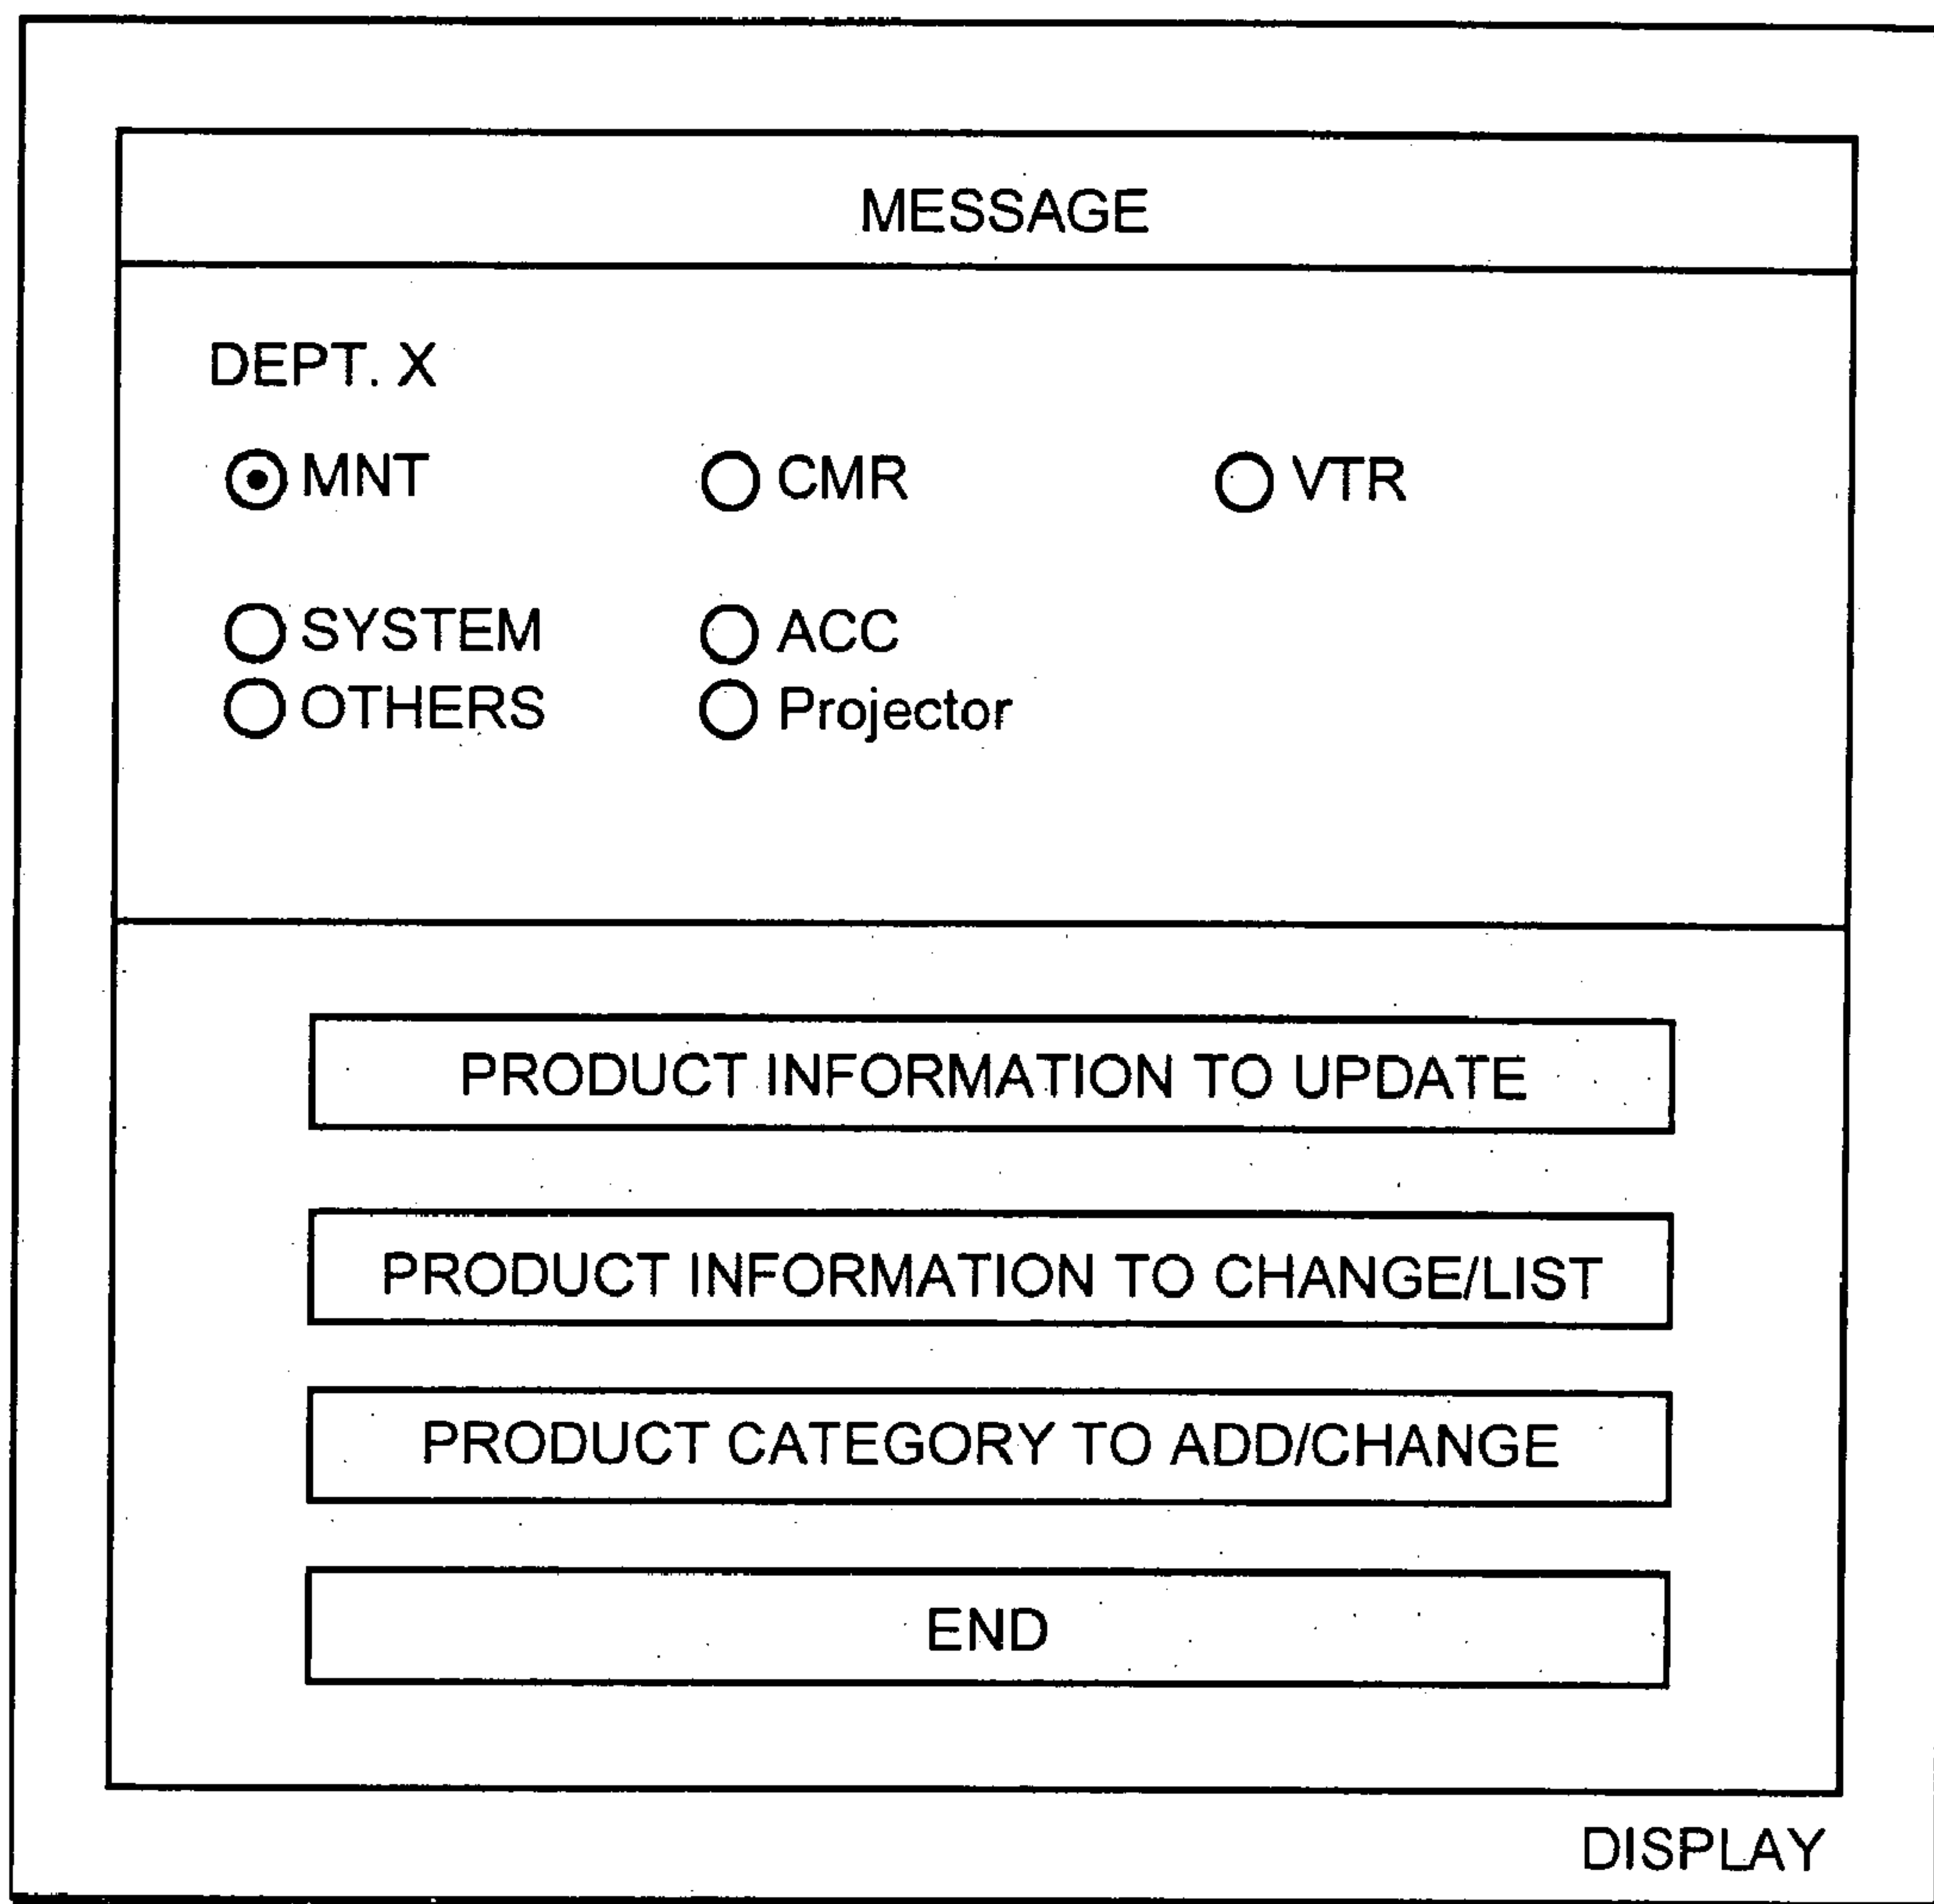 MESSAGE
DEPT. X
MNT CMR VTR
SYSTEM ACC
OTHERS Projector
PRODUCT INFORMATION TO UPDATE
PRODUCT INFORMATION TO CHANGE/LIST
PRODUCT CATEGORY TO ADD/CHANGE
END
DISPLAY